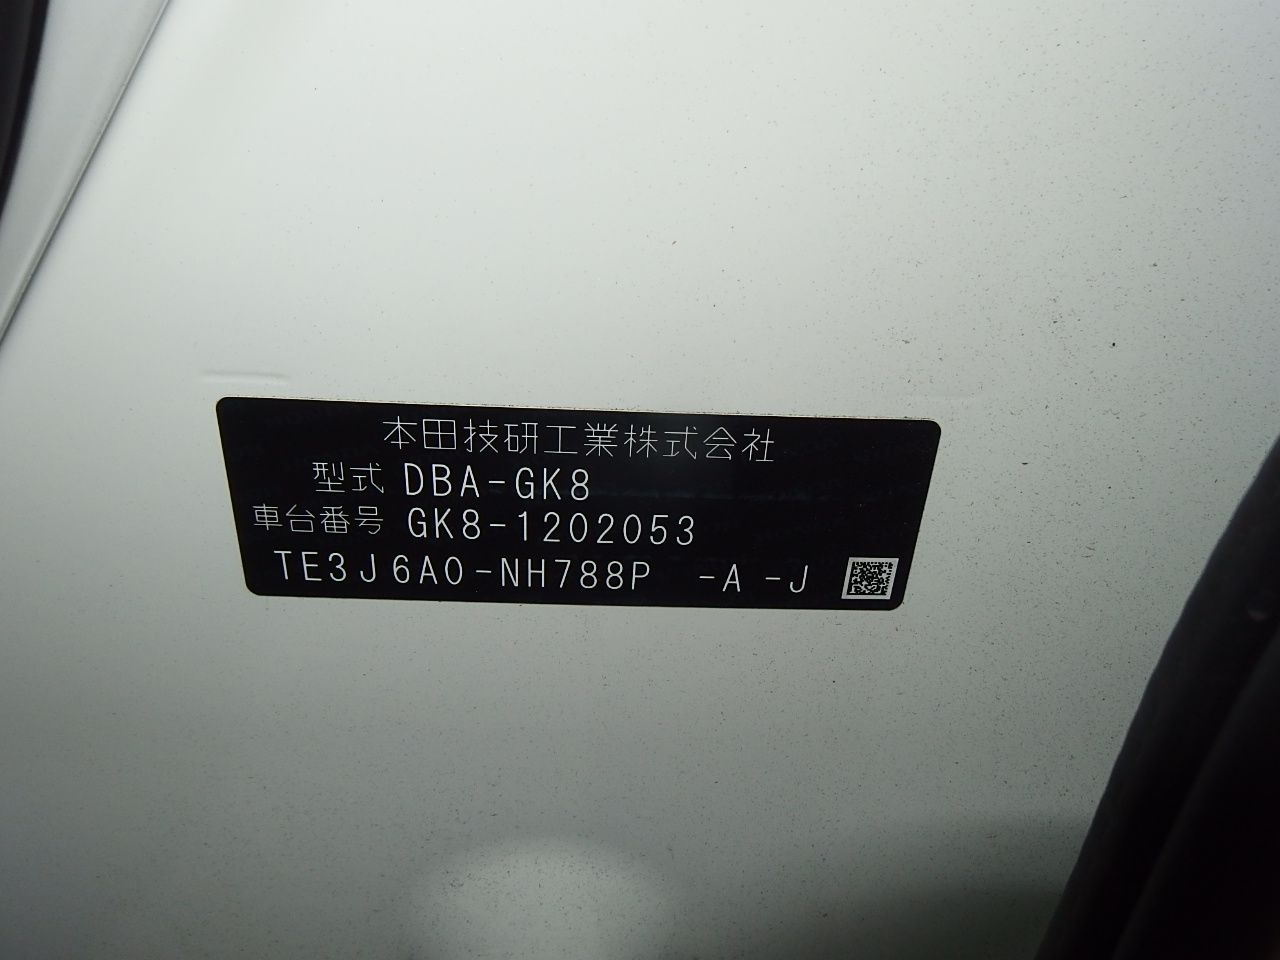 本田技研工業株式会社
型式 DBA-GK8
車台番号 GK8-1202053
TE3J6A0-NH788P -A -J